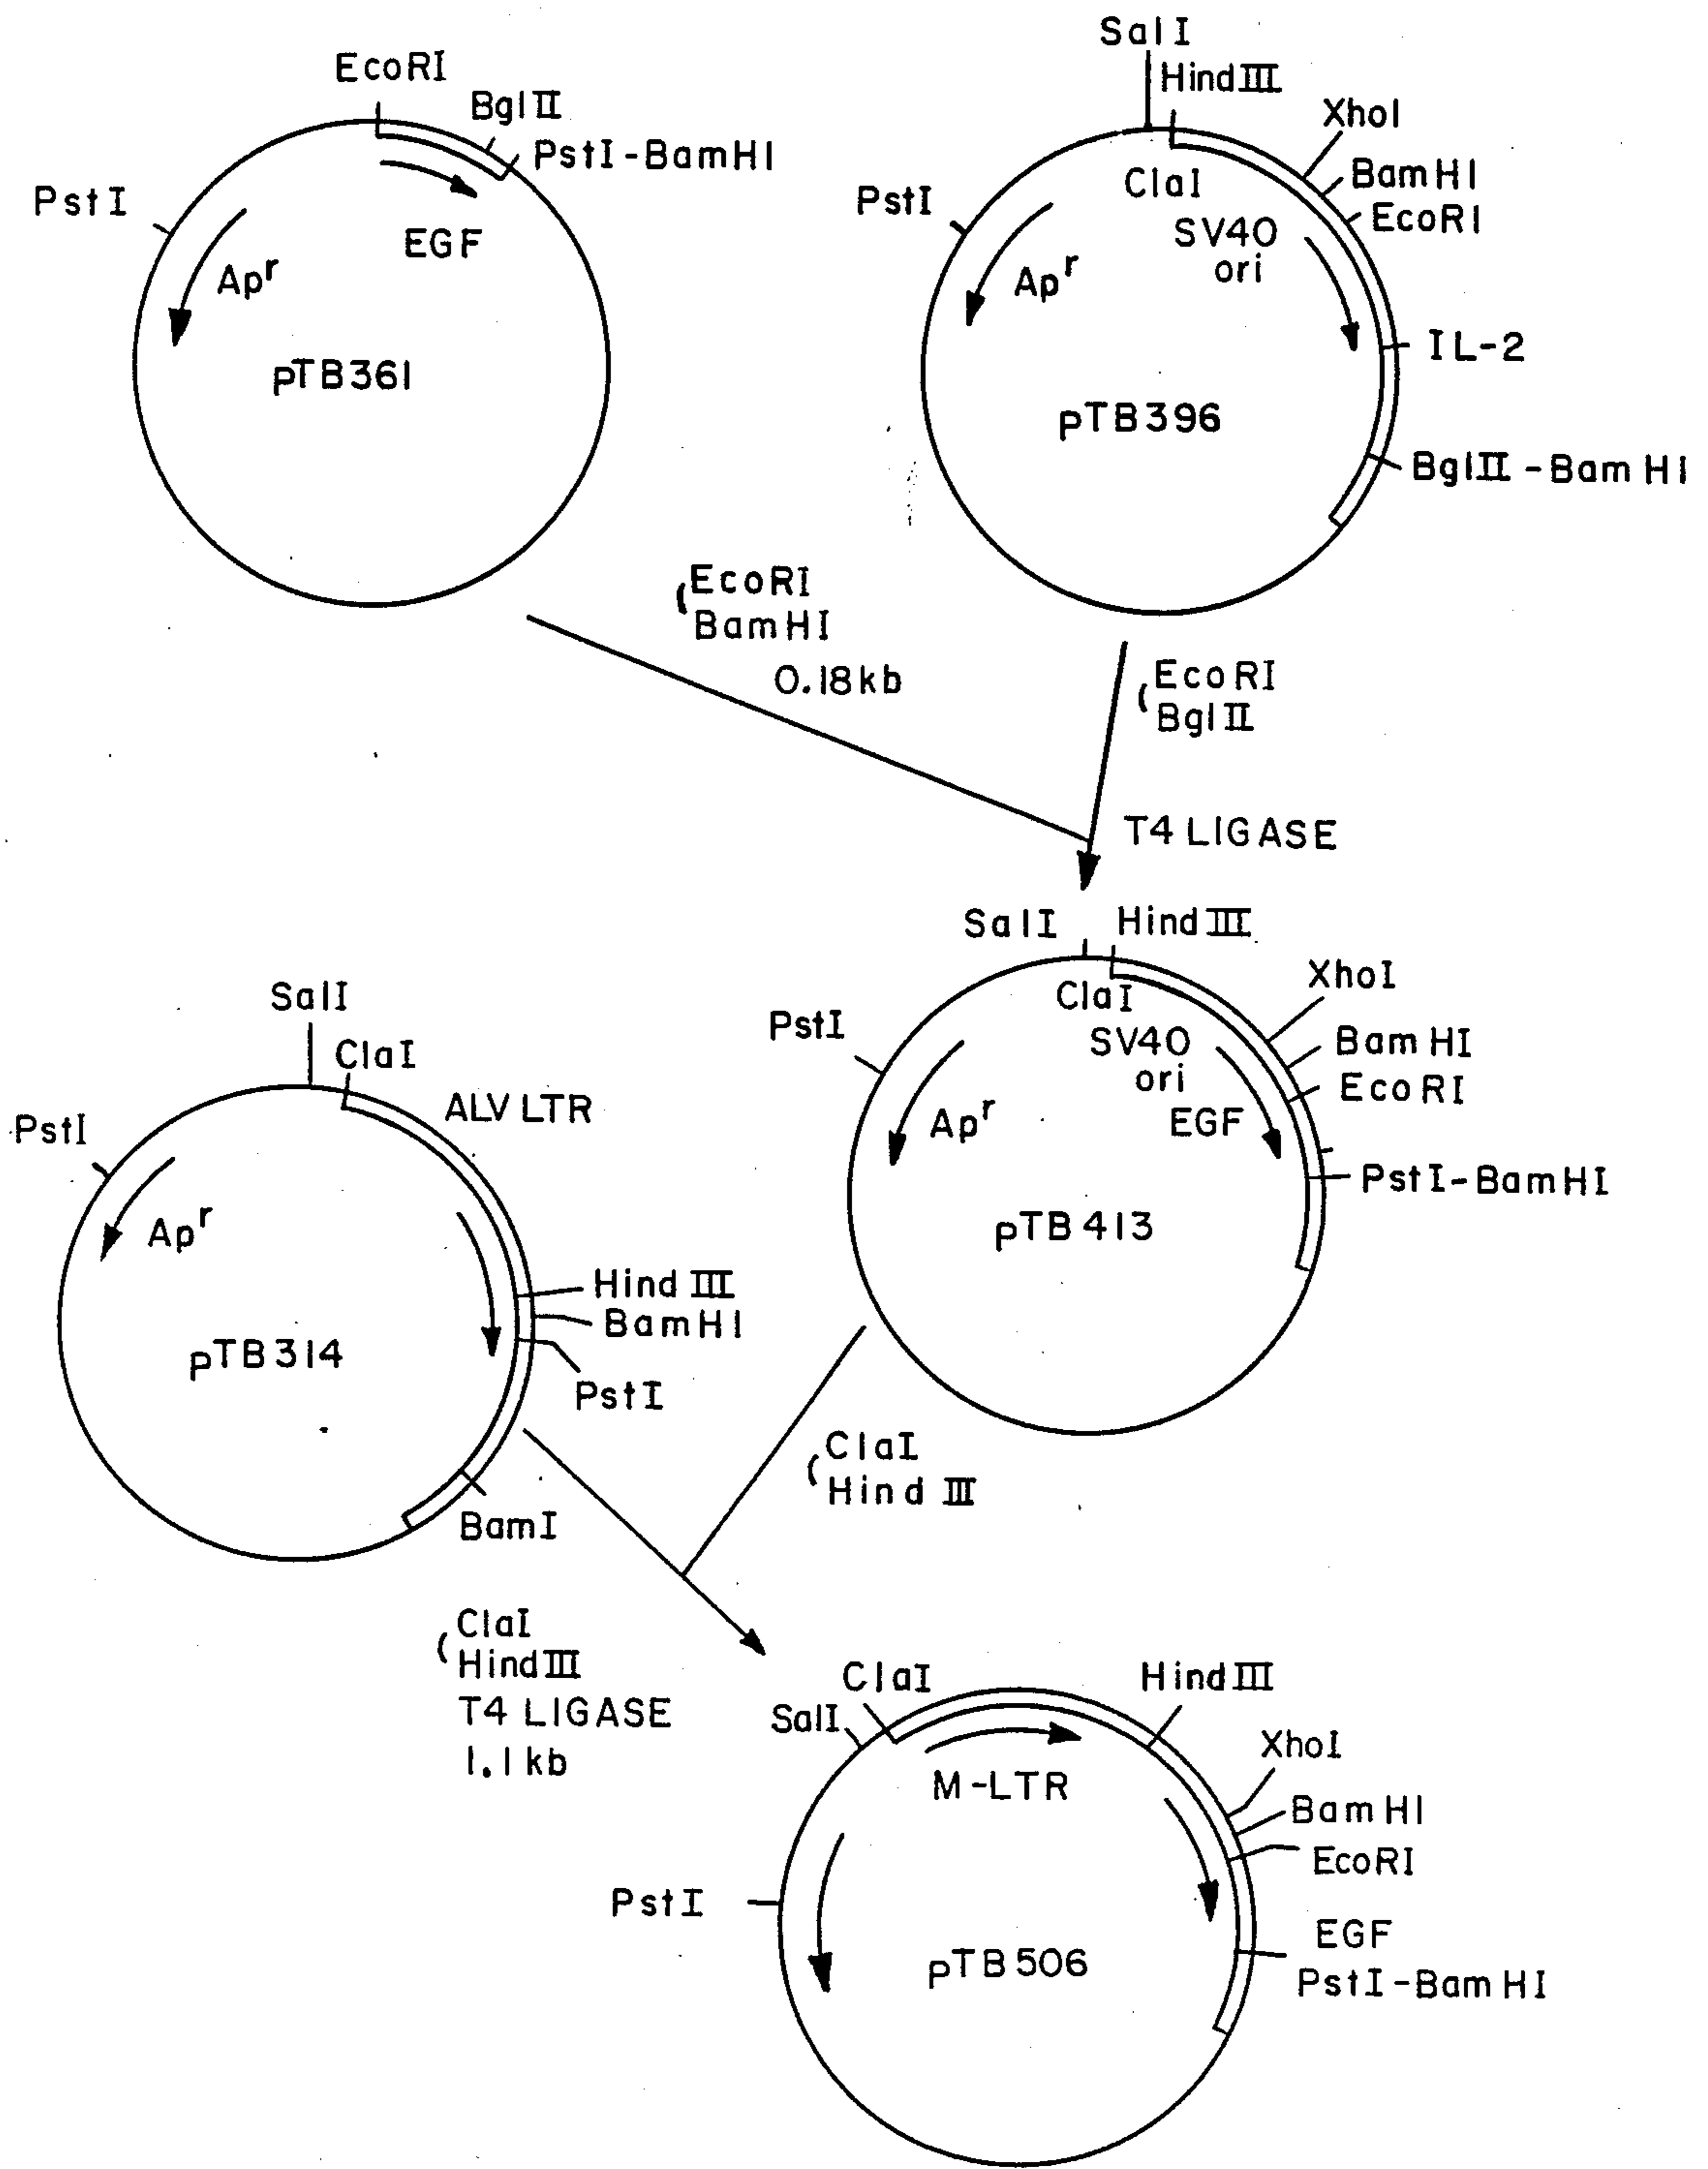 EcoRI
BglII
PstI-BamHI
PstI
EGF
Apʳ
pTB361
SalI
HindIII
XhoI
BamHI
EcoRI
ClaI
PstI
SV40
ori
Apʳ
IL-2
pTB396
BglII-BamHI
EcoRI
BamHI
0.18kb
EcoRI
BglII
T4 LIGASE
SalI
HindIII
XhoI
ClaI
PstI
SV40
ori
BamHI
EcoRI
Apʳ
EGF
PstI-BamHI
pTB413
SalI
ClaI
ALV LTR
PstI
Apʳ
HindIII
BamHI
pTB314
PstI
BamI
ClaI
HindIII
ClaI
HindIII
T4 LIGASE
1.1kb
ClaI
HindIII
SalI
XhoI
M-LTR
BamHI
EcoRI
PstI
EGF
pTB506
PstI-BamHI